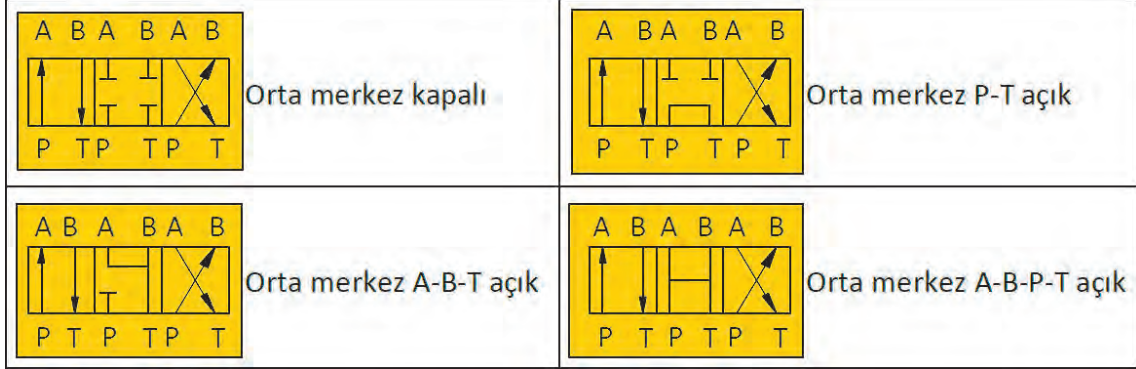 A B A B A B
Orta merkez kapalı
P T P T P T
A B A B A B
Orta merkez P-T açık
P T P T P T
A B A B A B
Orta merkez A-B-T açık
P T P T P T
A B A B A B
Orta merkez A-B-P-T açık
P T P T P T